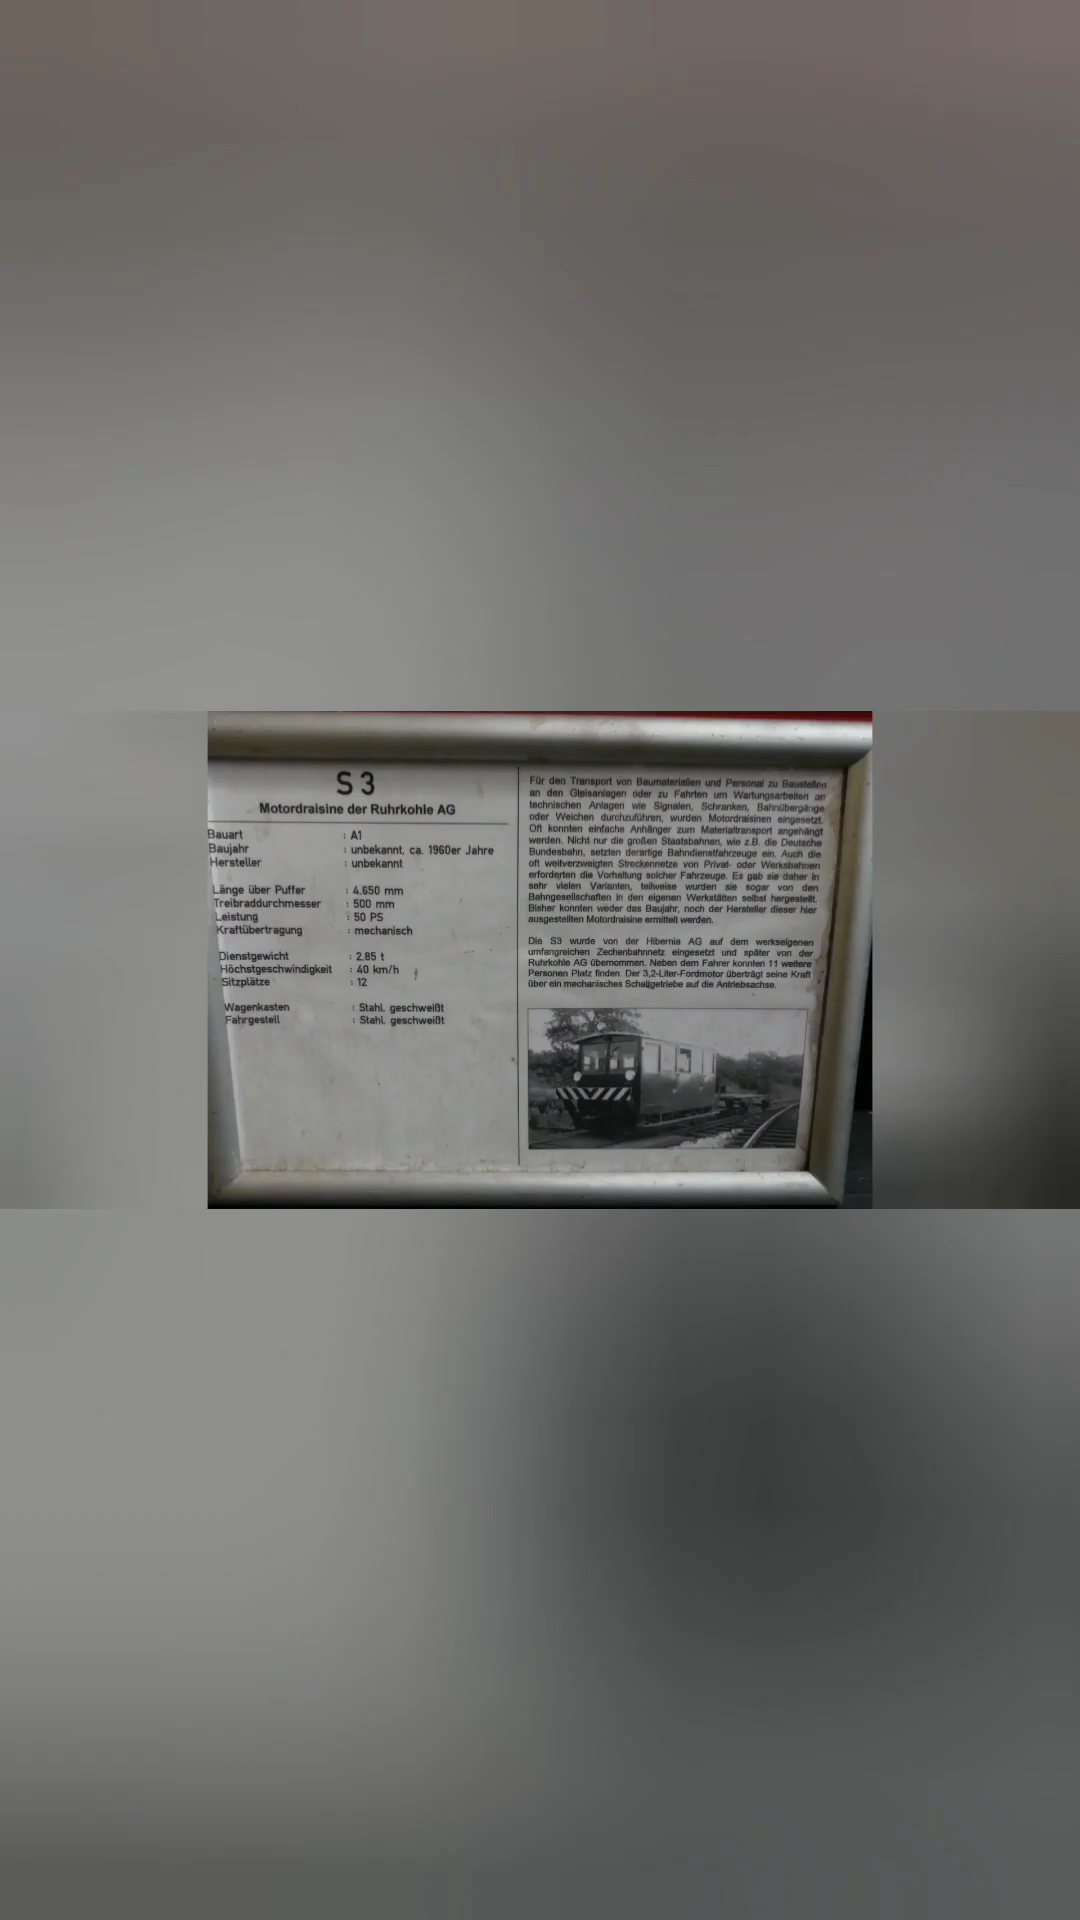 S 3
Motordraisine der Ruhrkohle AG
Bauart : A1
Baujahr : unbekannt, ca. 1960er Jahre
Hersteller : unbekannt
Länge über Puffer : 4.650 mm
Treibraddurchmesser : 500 mm
Leistung : 50 PS
Kraftübertragung : mechanisch
Dienstgewicht : 2,85 t
Höchstgeschwindigkeit : 40 km/h
Sitzplätze : 12
Wagenkasten : Stahl, geschweißt
Fahrgestell : Stahl, geschweißt
Für den Transport von Baumaterialien und Personal zu Baustellen
an den Gleisanlagen oder zu Fahrten um Wartungsarbeiten an
technischen Anlagen wie Signalen, Schranken, Bahnübergänge
oder Weichen durchzuführen, wurden Motordraisinen eingesetzt.
Oft konnten einfache Anhänger zum Materialtransport angehängt
werden. Nicht nur die großen Staatsbahnen, wie z.B. die Deutsche
Bundesbahn, setzten derartige Bahndienstfahrzeuge ein. Auch die
oft weitverzweigten Streckennetze von Privat- oder Werksbahnen
erforderten die Vorhaltung solcher Fahrzeuge. Es gab sie daher in
sehr vielen Varianten, teilweise wurden sie sogar von den
Bahngesellschaften in den eigenen Werkstätten selbst hergestellt.
Bisher konnten weder das Baujahr, noch der Hersteller dieser hier
ausgestellten Motordraisine ermittelt werden.
Die S3 wurde von der Hibernia AG auf dem werkseigenen
umfangreichen Zechenbahnnetz eingesetzt und später von der
Ruhrkohle AG übernommen. Neben dem Fahrer konnten 11 weitere
Personen Platz finden. Der 3,2-Liter-Fordmotor überträgt seine Kraft
über ein mechanisches Schaltgetriebe auf die Antriebsachse.